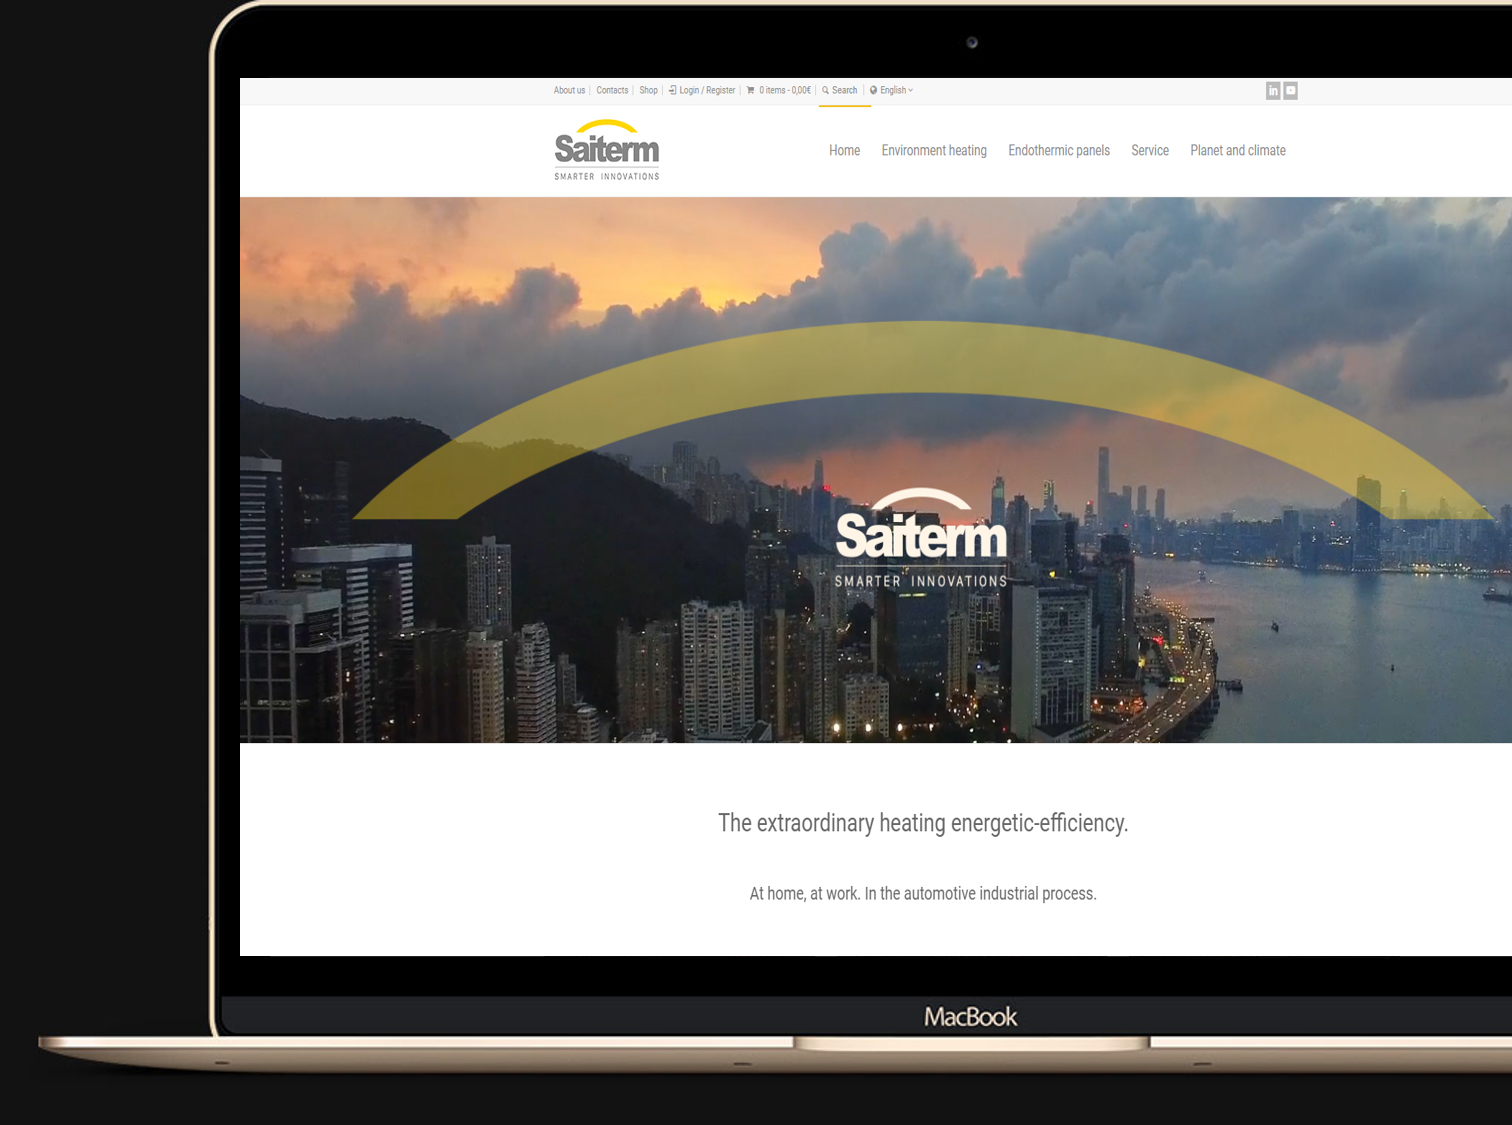 About us Contacts Shop Login / Register 0 items - 0,00€ Search English
in
Saiterm
SMARTER INNOVATIONS
Home Environment heating Endothermic panels Service Planet and climate
Saiterm
SMARTER INNOVATIONS
The extraordinary heating energetic-efficiency.
At home, at work. In the automotive industrial process.
MacBook